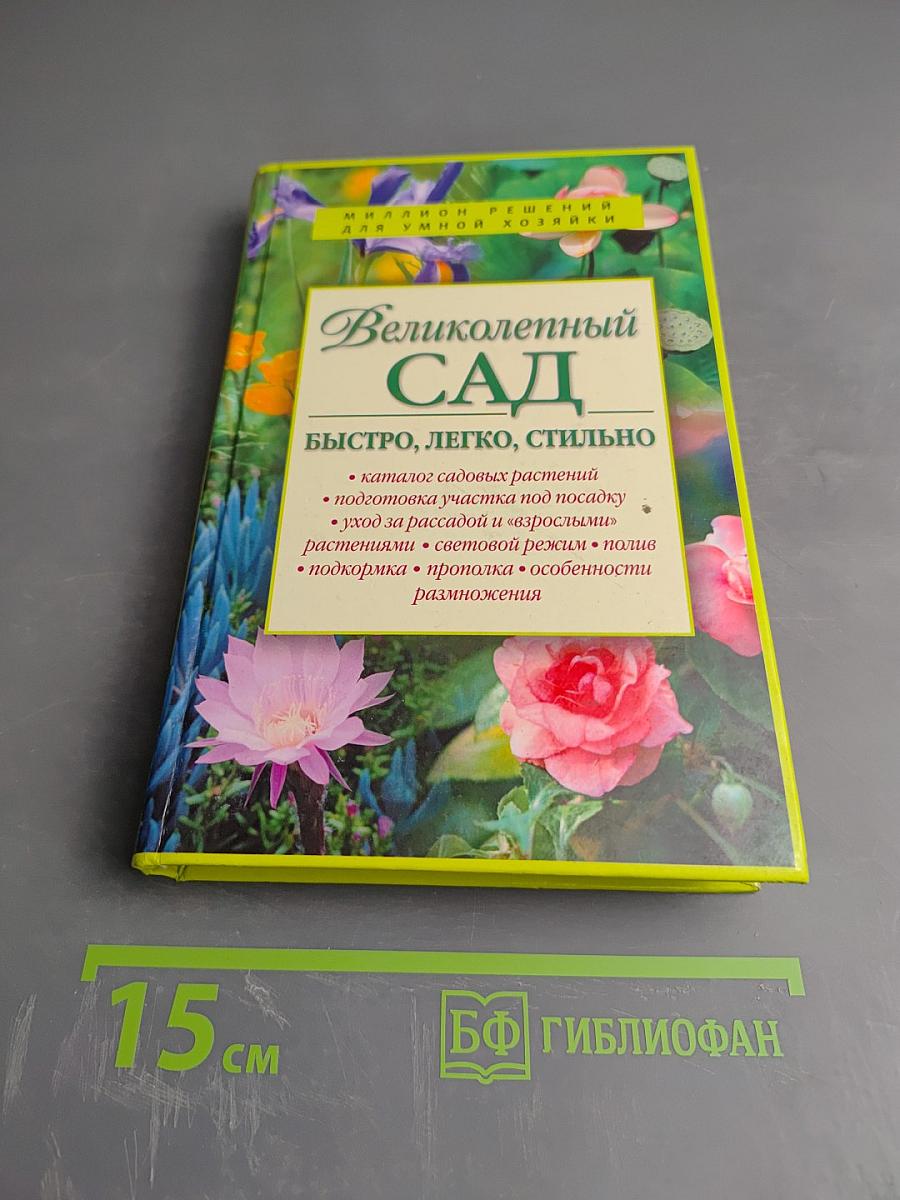 МИЛЛИОН РЕШЕНИЙ
ДЛЯ УМНОЙ ХОЗЯЙКИ
Великолепный
САД
БЫСТРО, ЛЕГКО, СТИЛЬНО
• каталог садовых растений
• подготовка участка под посадку
• уход за рассадой и «взрослыми»
растениями • световой режим • полив
• подкормка • прополка • особенности
размножения
15 см
БФ ГИБЛИОФАН